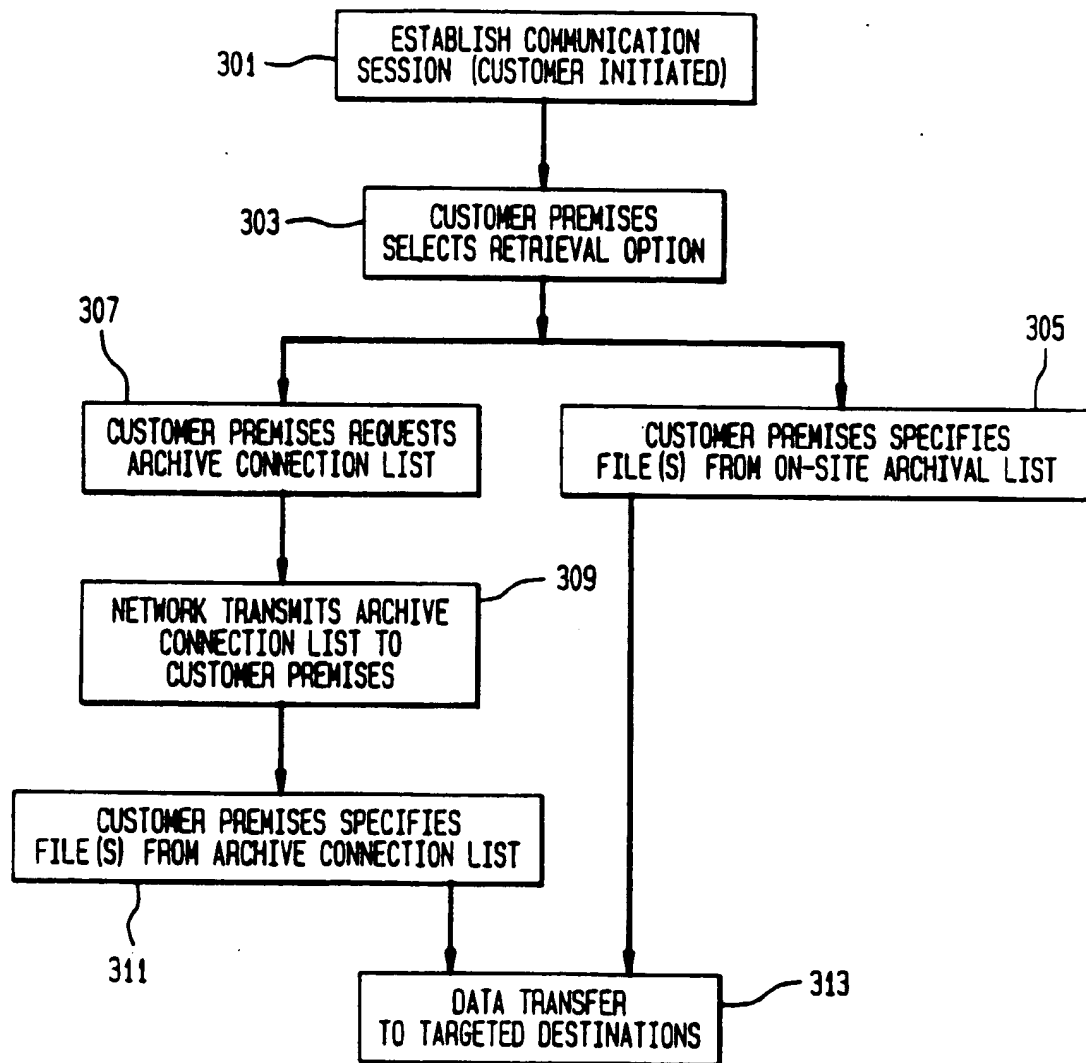 301
ESTABLISH COMMUNICATION
SESSION (CUSTOMER INITIATED)
303
CUSTOMER PREMISES
SELECTS RETRIEVAL OPTION
307
CUSTOMER PREMISES REQUESTS
ARCHIVE CONNECTION LIST
305
CUSTOMER PREMISES SPECIFIES
FILE(S) FROM ON-SITE ARCHIVAL LIST
309
NETWORK TRANSMITS ARCHIVE
CONNECTION LIST TO
CUSTOMER PREMISES
CUSTOMER PREMISES SPECIFIES
FILE(S) FROM ARCHIVE CONNECTION LIST
311
313
DATA TRANSFER
TO TARGETED DESTINATIONS